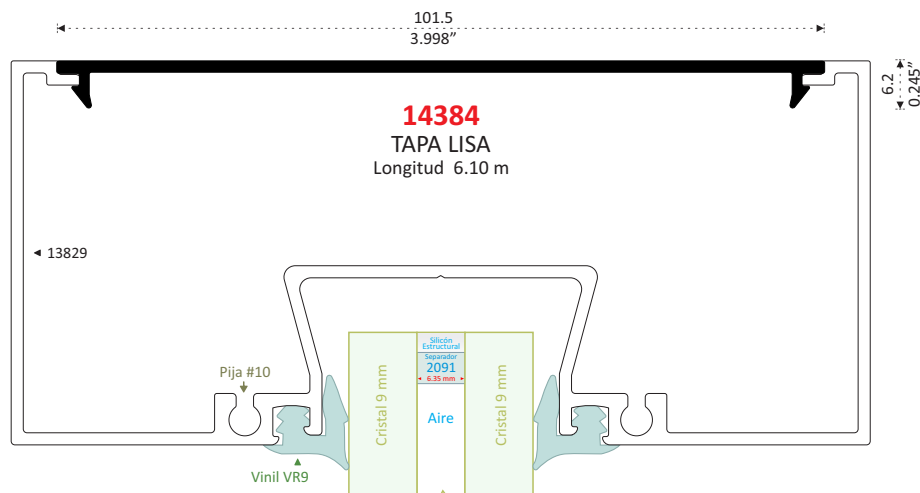 101.5
3.998”
6.2
0.245”
14384
TAPA LISA
Longitud 6.10 m
13829
Silicón
Estructural
Separador
2091
6.35 mm
Pija #10
Cristal 9 mm
Aire
Cristal 9 mm
Vinil VR9